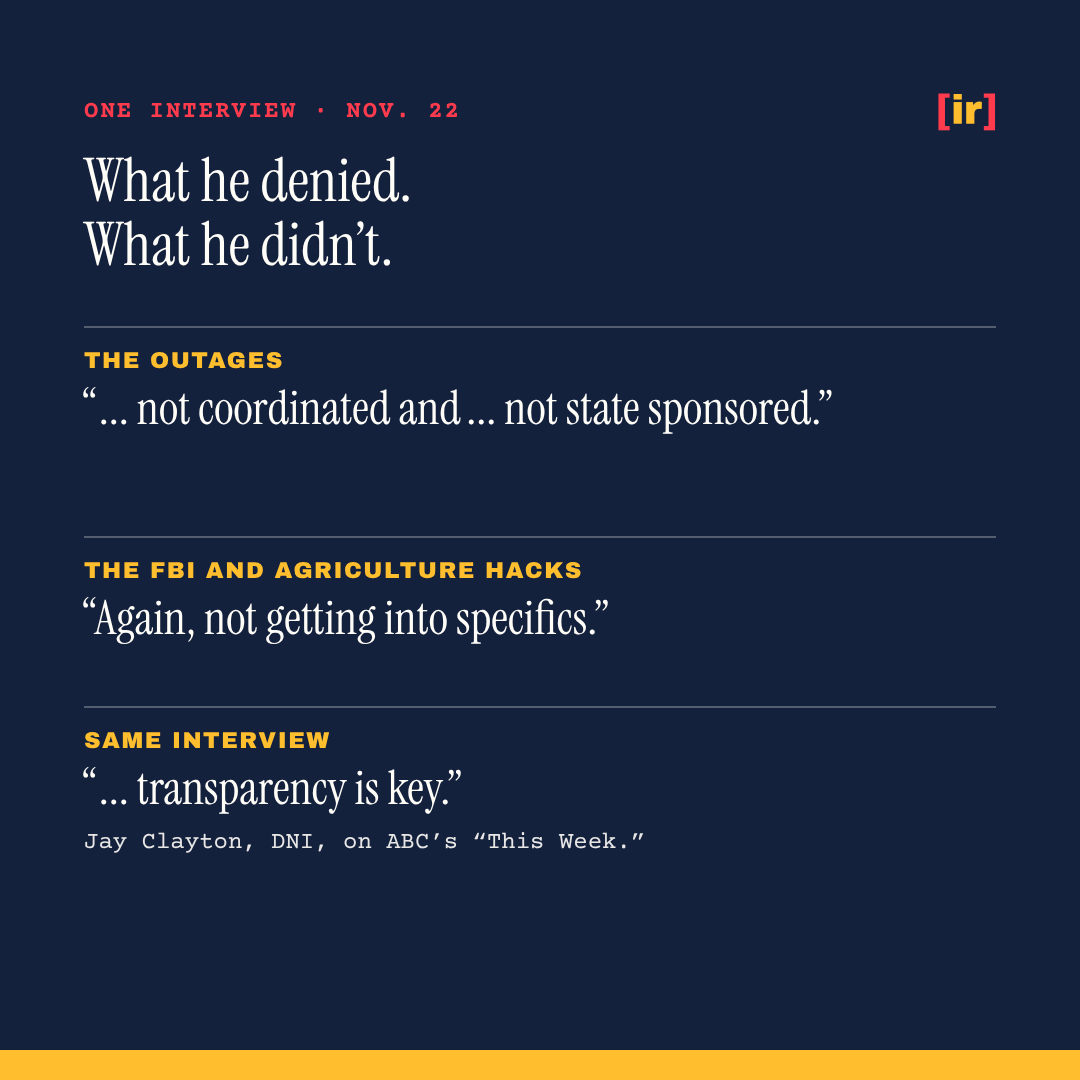 ONE INTERVIEW · NOV. 22
[ir]
What he denied.
What he didn’t.
THE OUTAGES
“… not coordinated and … not state sponsored.”
THE FBI AND AGRICULTURE HACKS
“Again, not getting into specifics.”
SAME INTERVIEW
“… transparency is key.”
Jay Clayton, DNI, on ABC’s “This Week.”